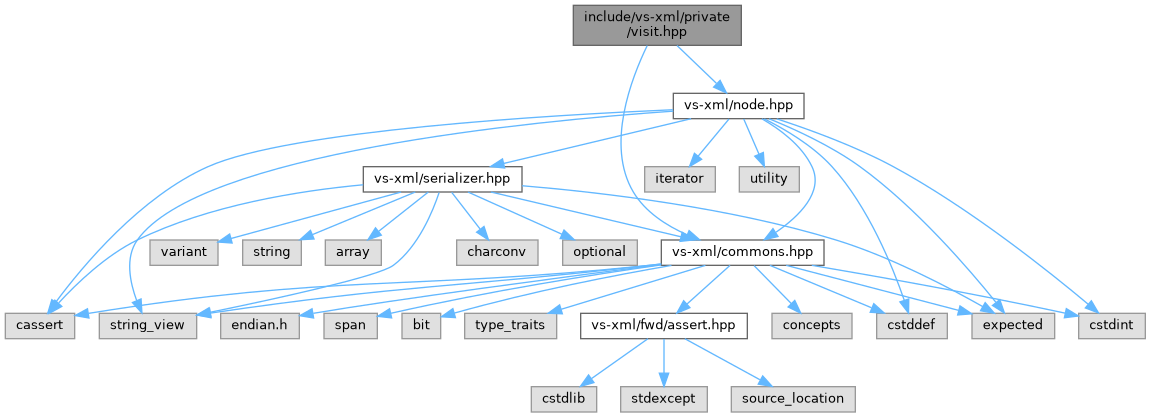 include/vs-xml/private
/visit.hpp
vs-xml/node.hpp
vs-xml/serializer.hpp
iterator
utility
variant
string
array
charconv
optional
vs-xml/commons.hpp
cassert
string_view
endian.h
span
bit
type_traits
vs-xml/fwd/assert.hpp
concepts
cstddef
expected
cstdint
cstdlib
stdexcept
source_location